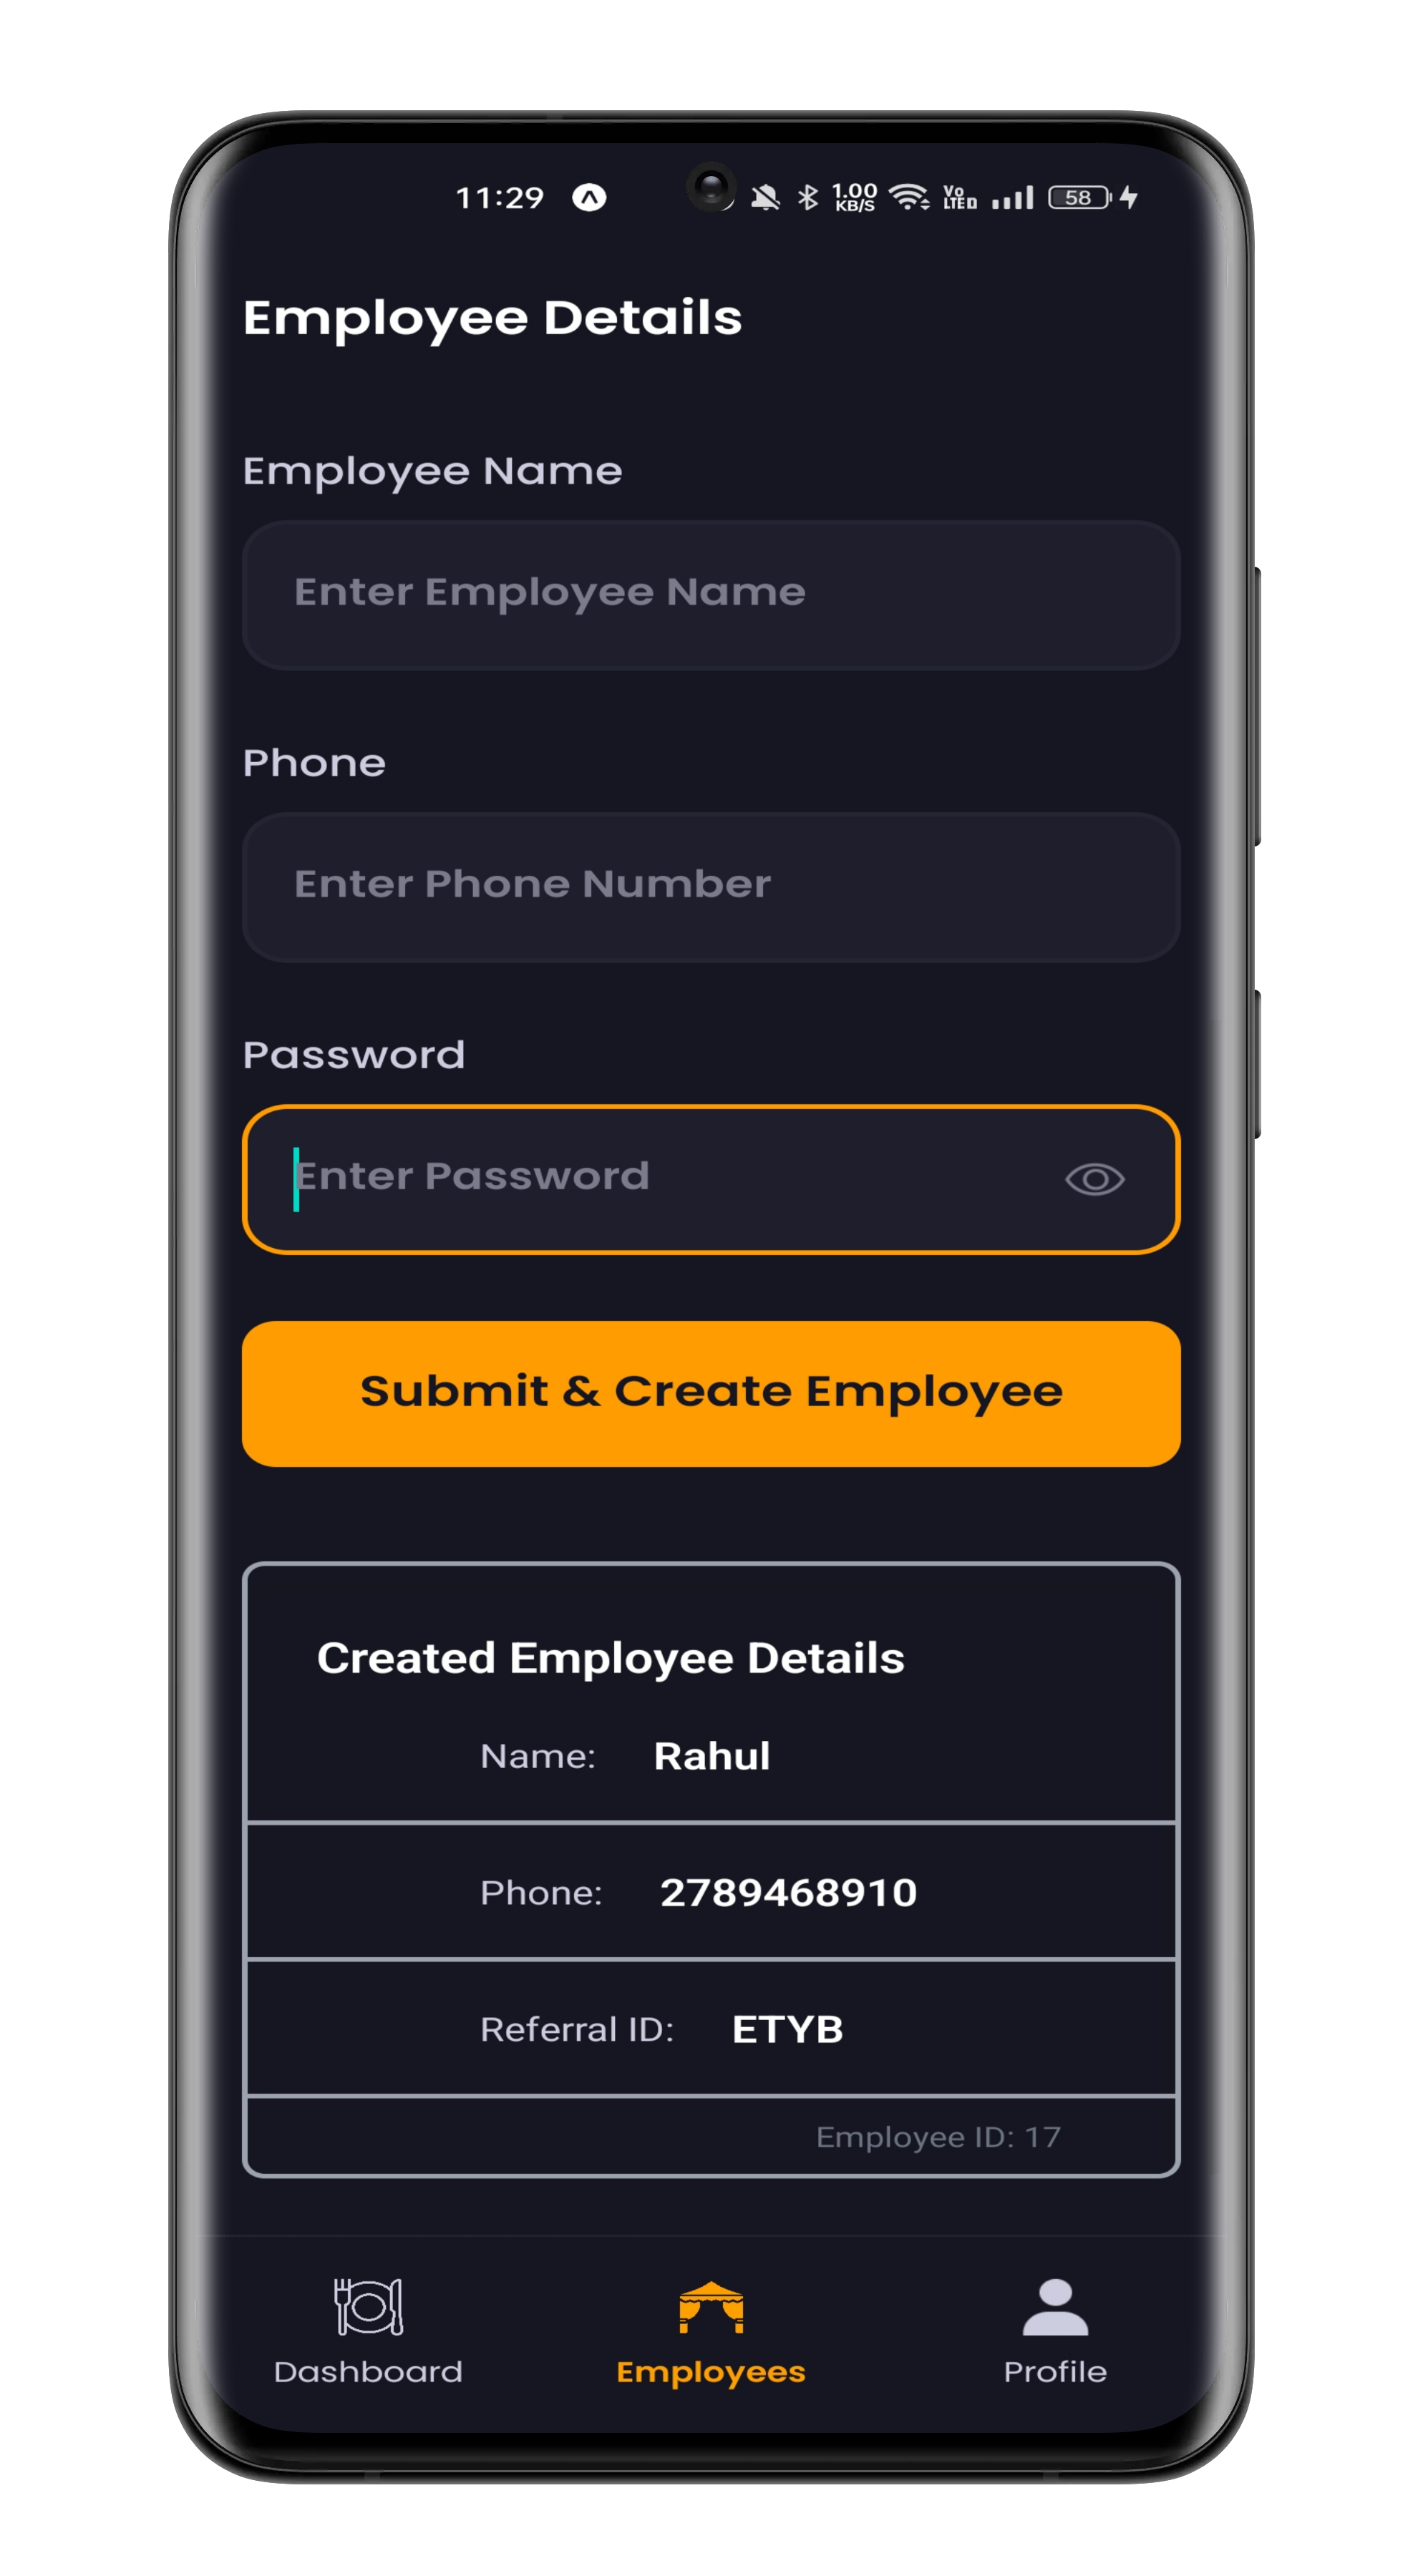 11:29
1.00 KB/S
Vo LTE
58
Employee Details
Employee Name
Enter Employee Name
Phone
Enter Phone Number
Password
Enter Password
Submit & Create Employee
Created Employee Details
Name: Rahul
Phone: 2789468910
Referral ID: ETYB
Employee ID: 17
Dashboard Employees Profile